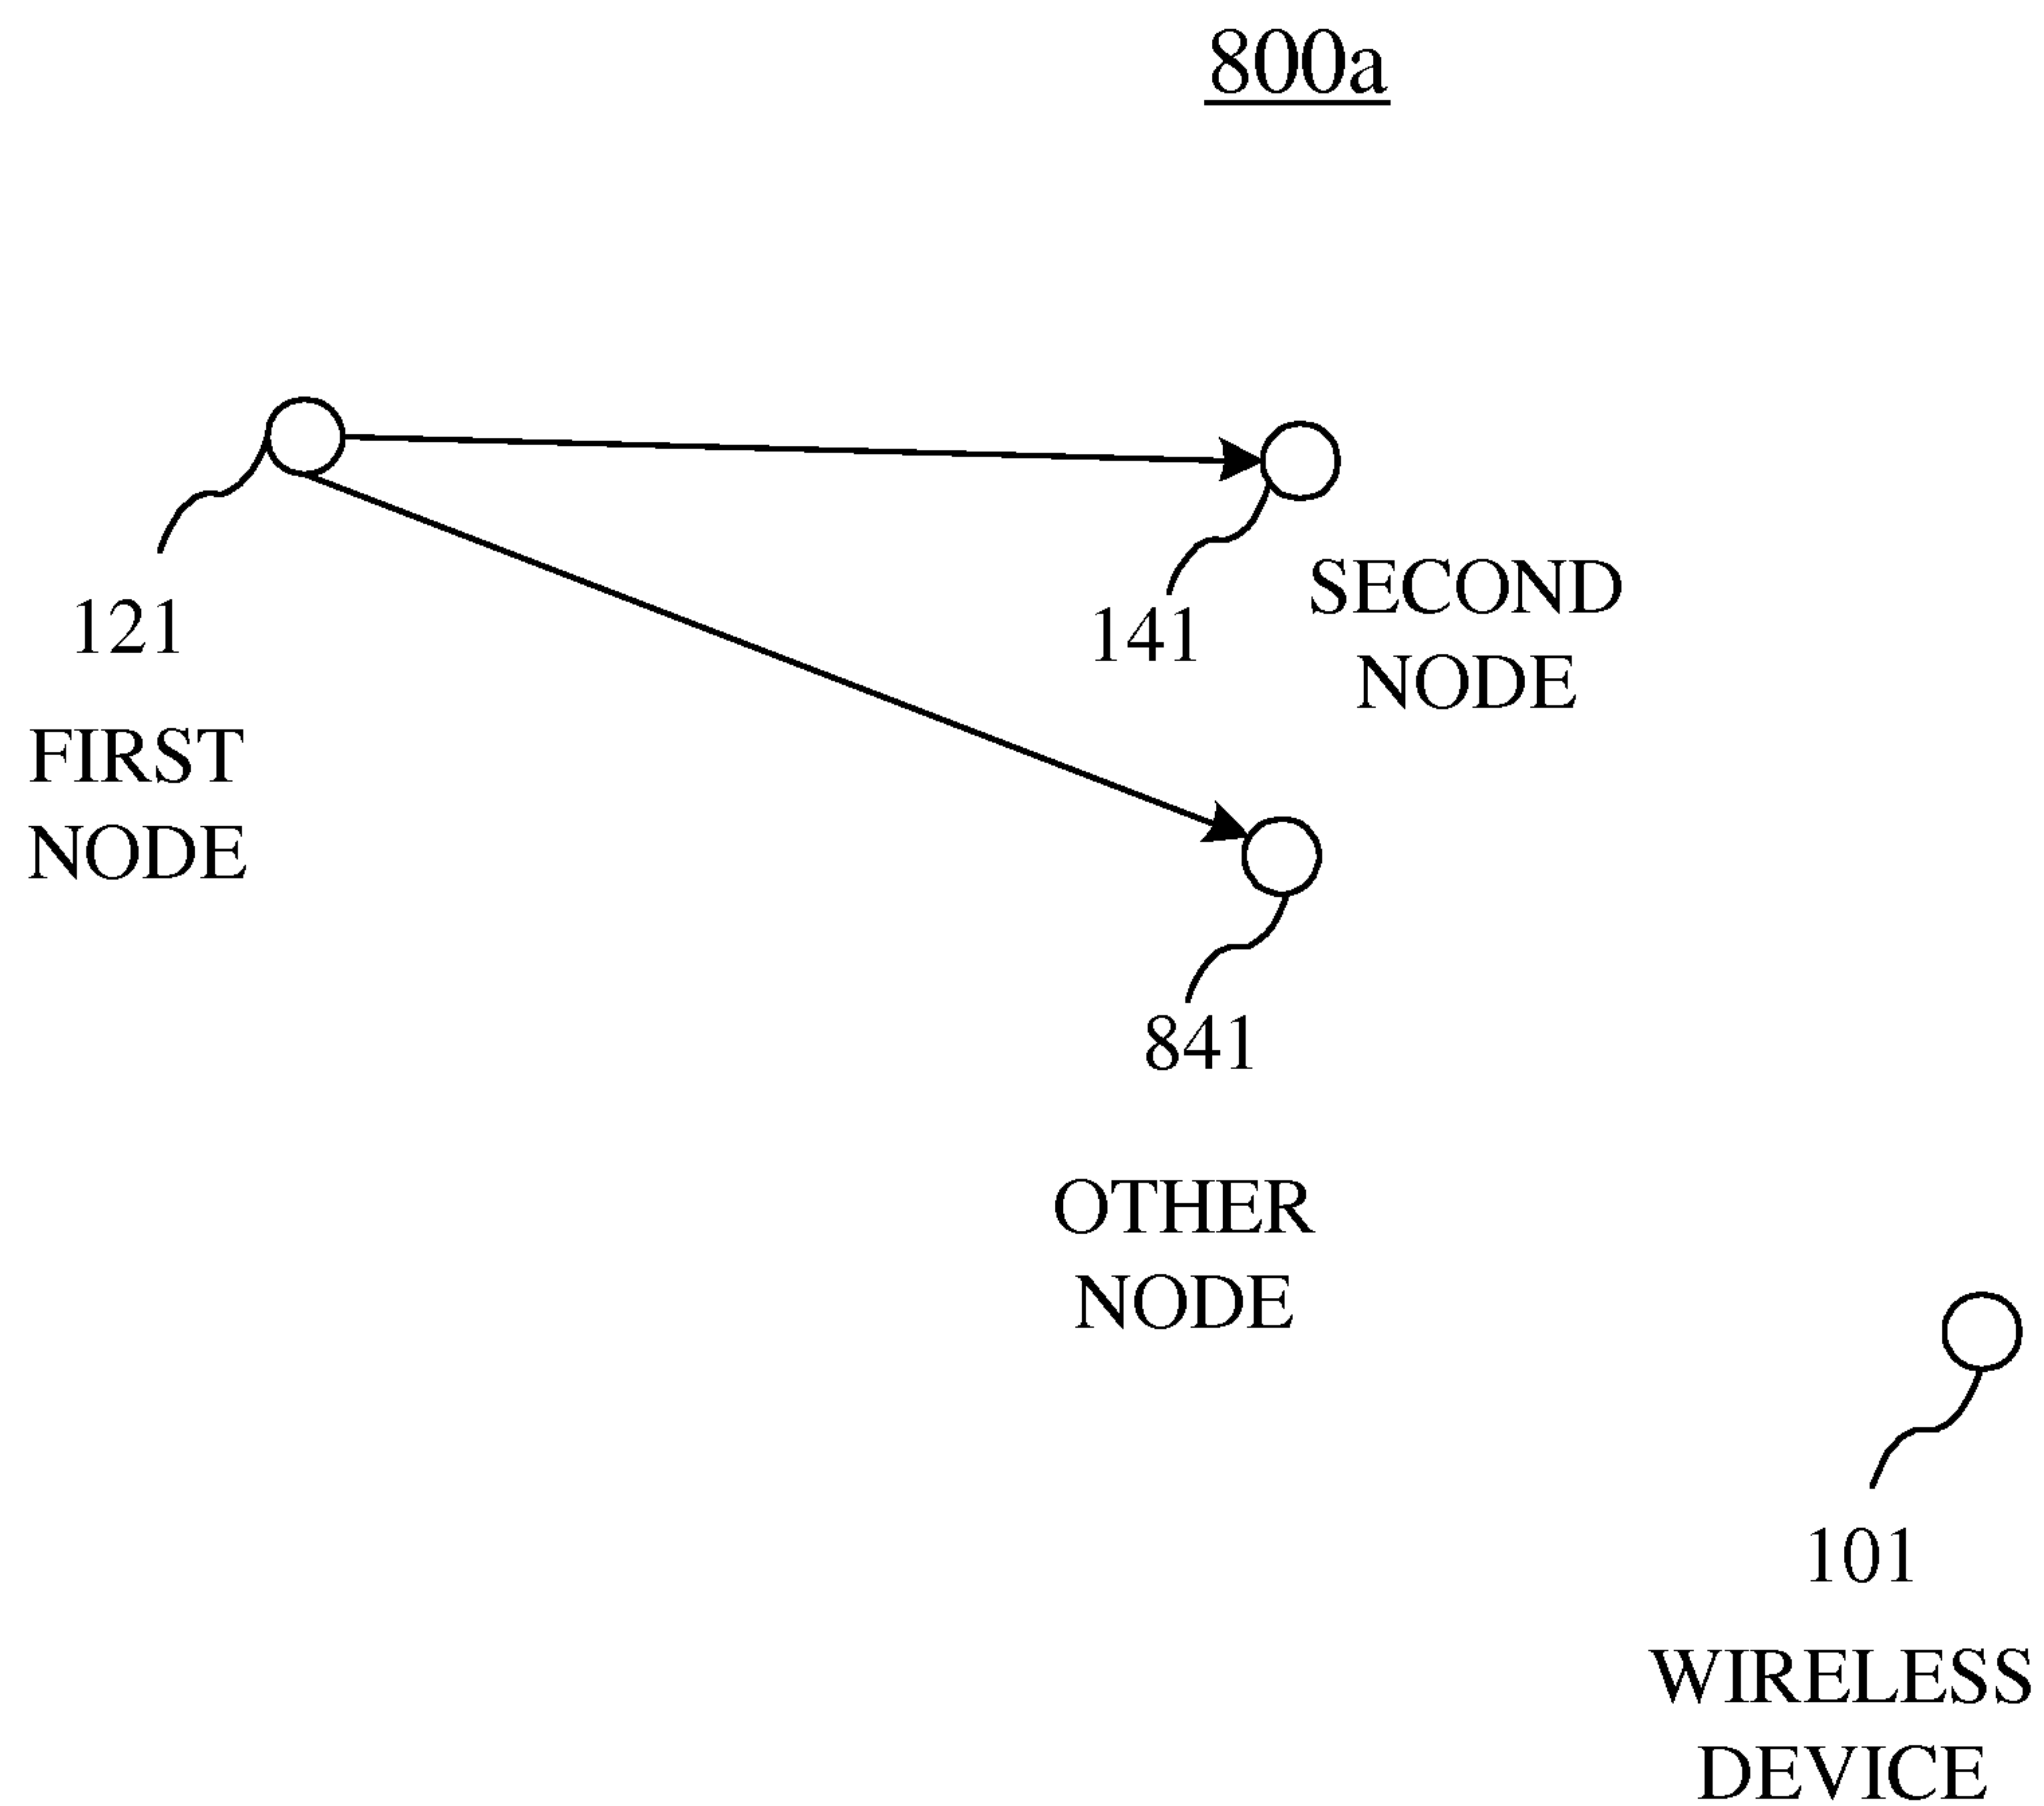 800a
121
FIRST
NODE
141
SECOND
NODE
841
OTHER
NODE
101
WIRELESS
DEVICE